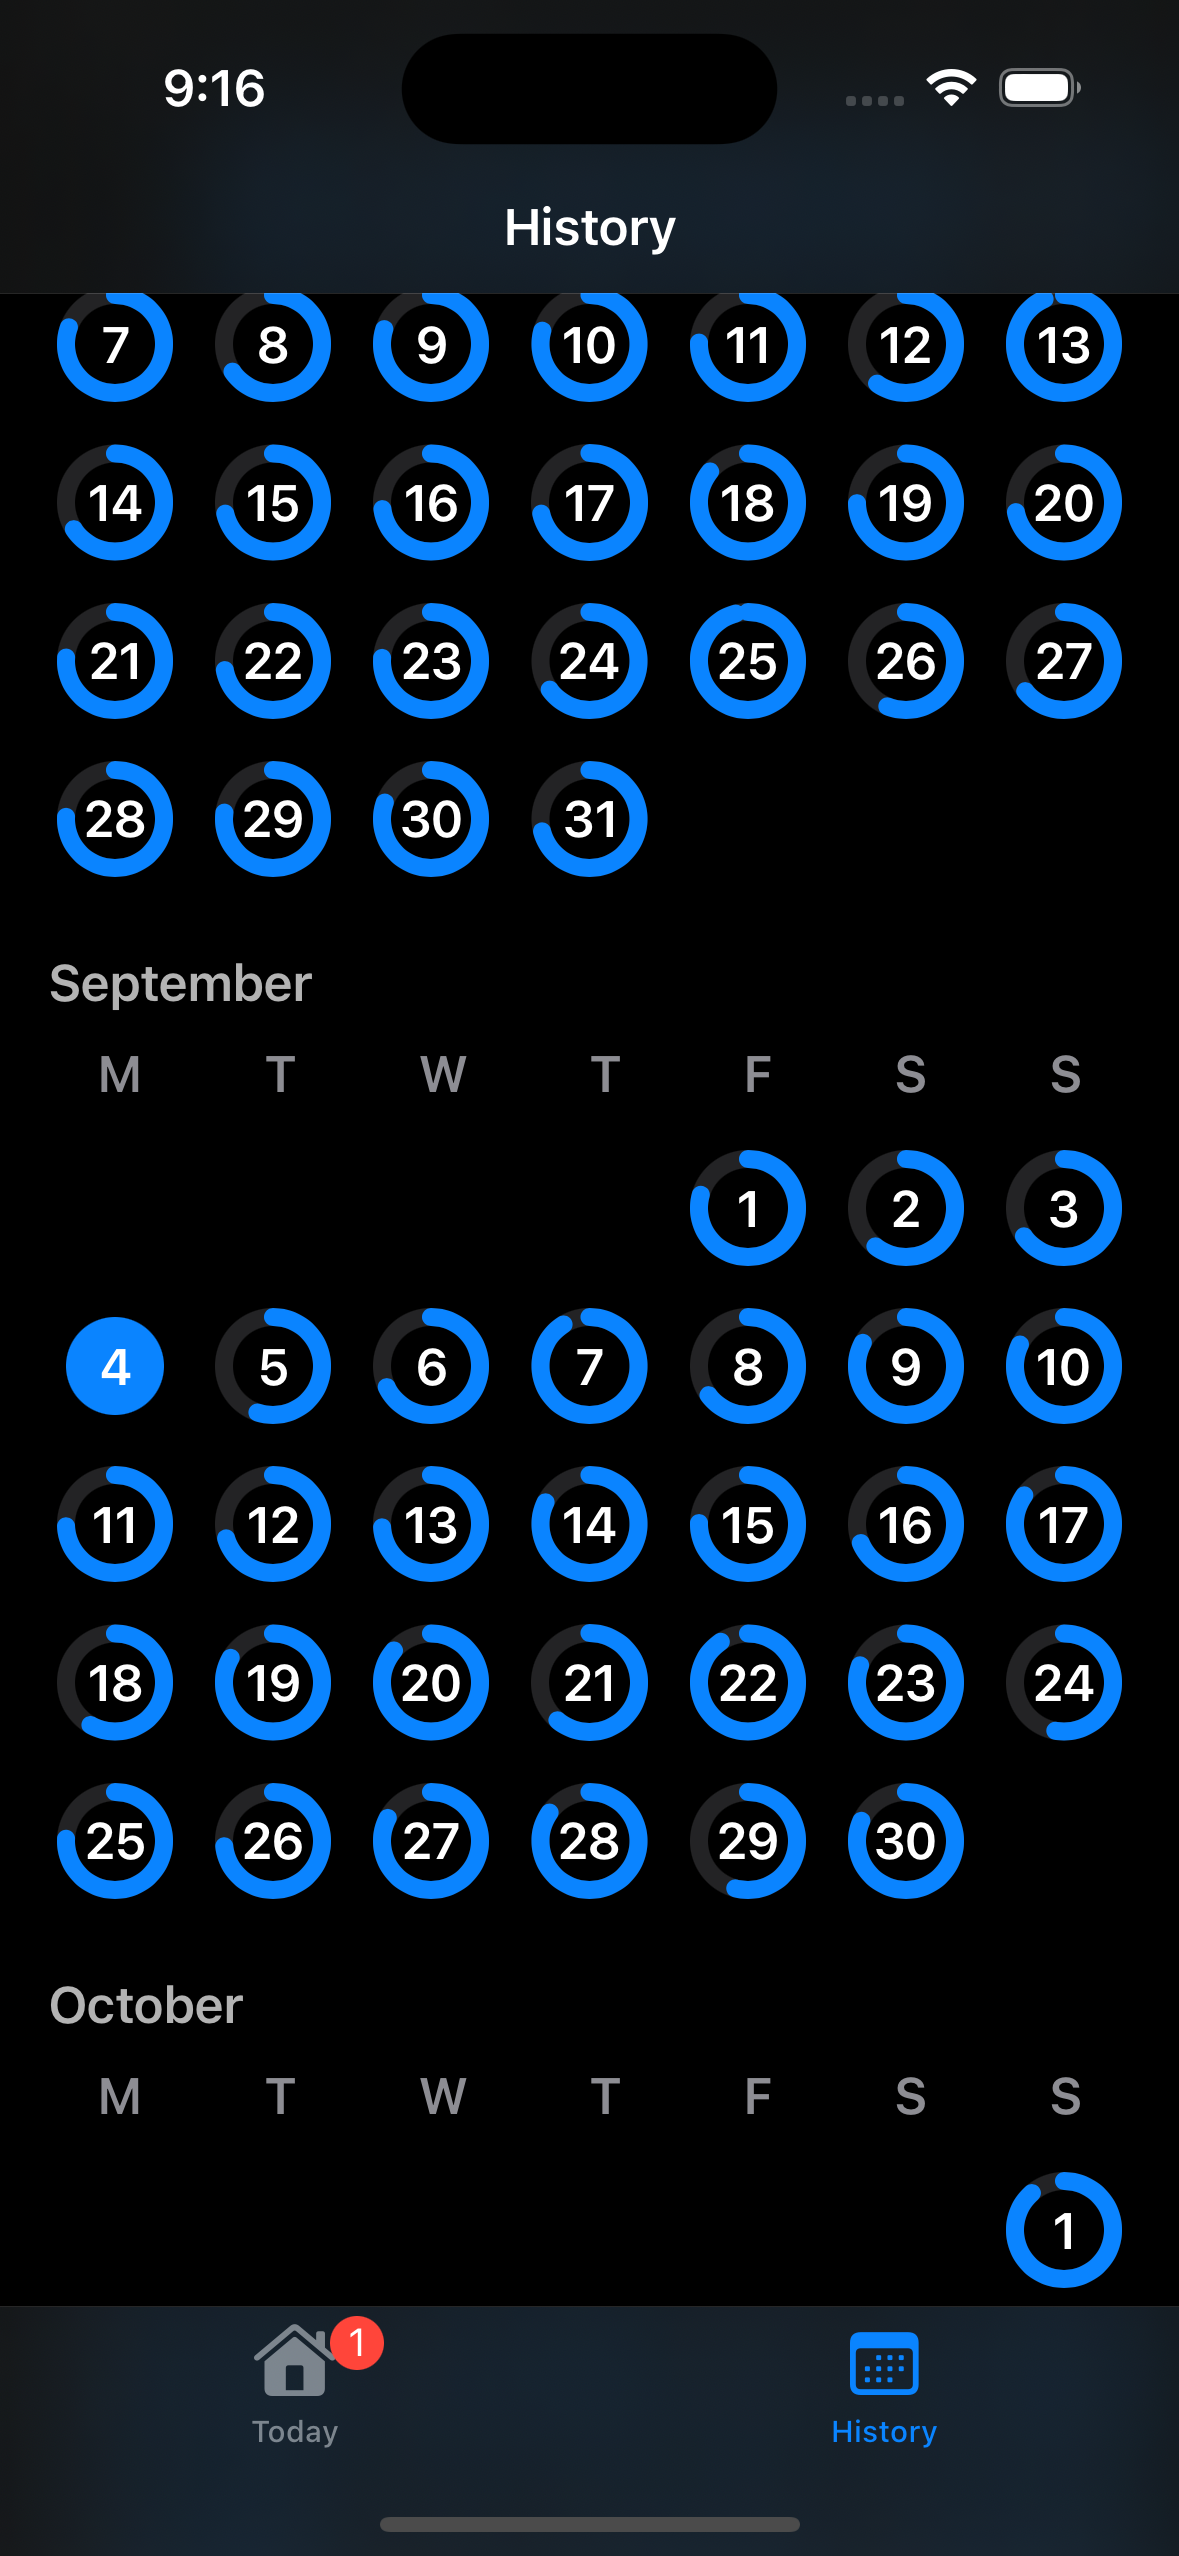 9:16
History
7 8 9 10 11 12 13
14 15 16 17 18 19 20
21 22 23 24 25 26 27
28 29 30 31
September
M T W T F S S
1 2 3
4 5 6 7 8 9 10
11 12 13 14 15 16 17
18 19 20 21 22 23 24
25 26 27 28 29 30
October
M T W T F S S
1
1
Today History